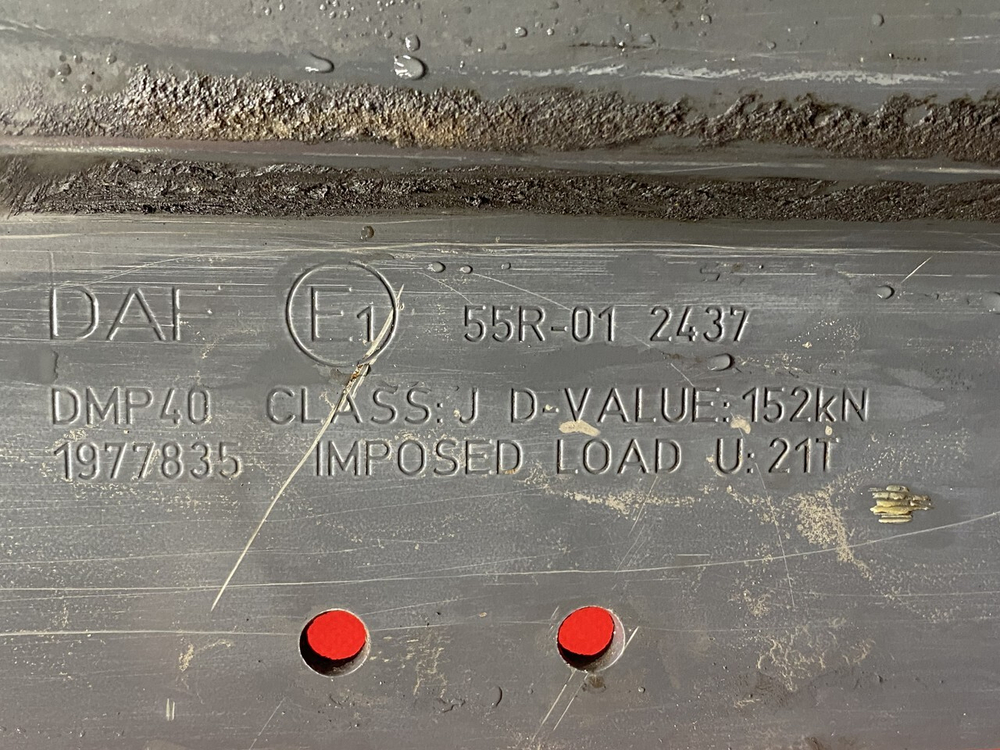 DAF E1 55R-01 2437
DMP40 CLASS: J D-VALUE: 152kN
1977835 IMPOSED LOAD U: 21T